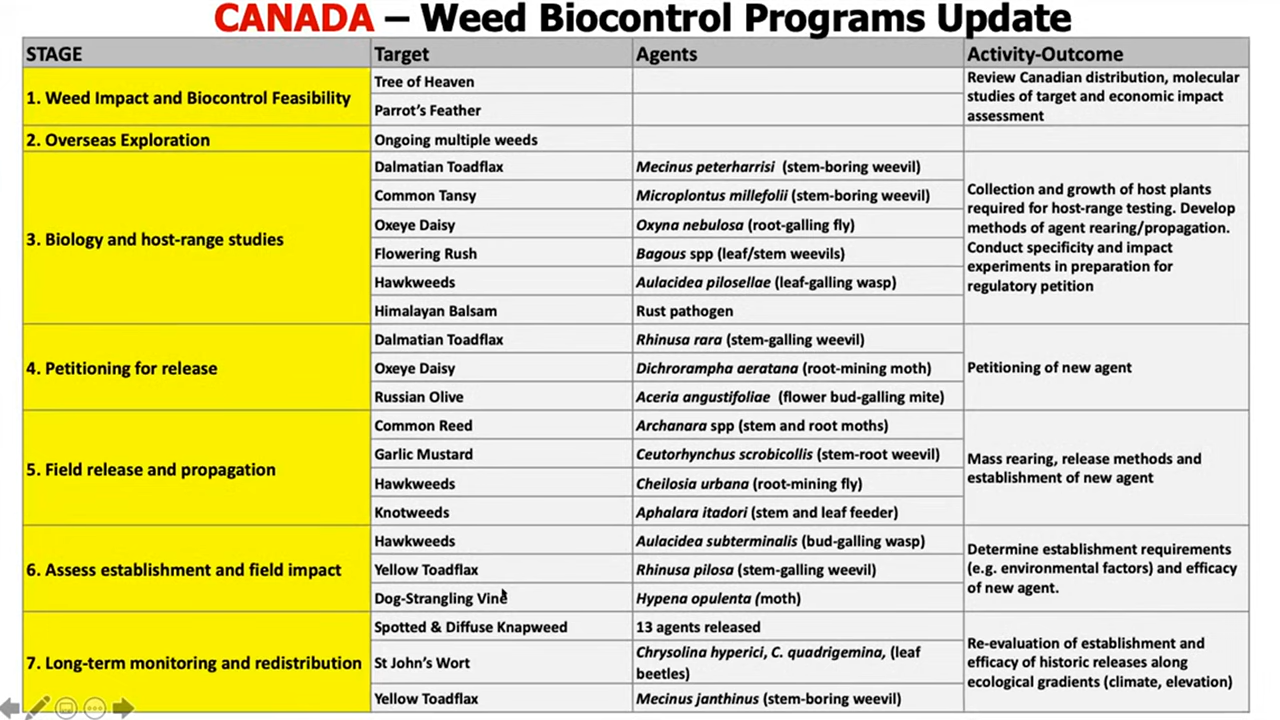 CANADA – Weed Biocontrol Programs Update
STAGE Target Agents Activity-Outcome
1. Weed Impact and Biocontrol Feasibility
Tree of Heaven
Parrot's Feather
Review Canadian distribution, molecular
studies of target and economic impact
assessment
2. Overseas Exploration
Ongoing multiple weeds
3. Biology and host-range studies
Dalmatian Toadflax Mecinus peterharrisi (stem-boring weevil)
Common Tansy Microplontus millefolii (stem-boring weevil)
Oxeye Daisy Oxyna nebulosa (root-galling fly)
Flowering Rush Bagous spp (leaf/stem weevils)
Hawkweeds Aulacidea pilosellae (leaf-galling wasp)
Himalayan Balsam Rust pathogen
Collection and growth of host plants
required for host-range testing. Develop
methods of agent rearing/propagation.
Conduct specificity and impact
experiments in preparation for
regulatory petition
4. Petitioning for release
Dalmatian Toadflax Rhinusa rara (stem-galling weevil)
Oxeye Daisy Dichrorampha aeratana (root-mining moth)
Russian Olive Aceria angustifoliae (flower bud-galling mite)
Petitioning of new agent
5. Field release and propagation
Common Reed Archanara spp (stem and root moths)
Garlic Mustard Ceutorhynchus scrobicollis (stem-root weevil)
Hawkweeds Cheilosia urbana (root-mining fly)
Knotweeds Aphalara itadori (stem and leaf feeder)
Mass rearing, release methods and
establishment of new agent
6. Assess establishment and field impact
Hawkweeds Aulacidea subterminalis (bud-galling wasp)
Yellow Toadflax Rhinusa pilosa (stem-galling weevil)
Dog-Strangling Vine Hypena opulenta (moth)
Determine establishment requirements
(e.g. environmental factors) and efficacy
of new agent.
7. Long-term monitoring and redistribution
Spotted & Diffuse Knapweed 13 agents released
St John's Wort Chrysolina hyperici, C. quadrigemina, (leaf
beetles)
Yellow Toadflax Mecinus janthinus (stem-boring weevil)
Re-evaluation of establishment and
efficacy of historic releases along
ecological gradients (climate, elevation)